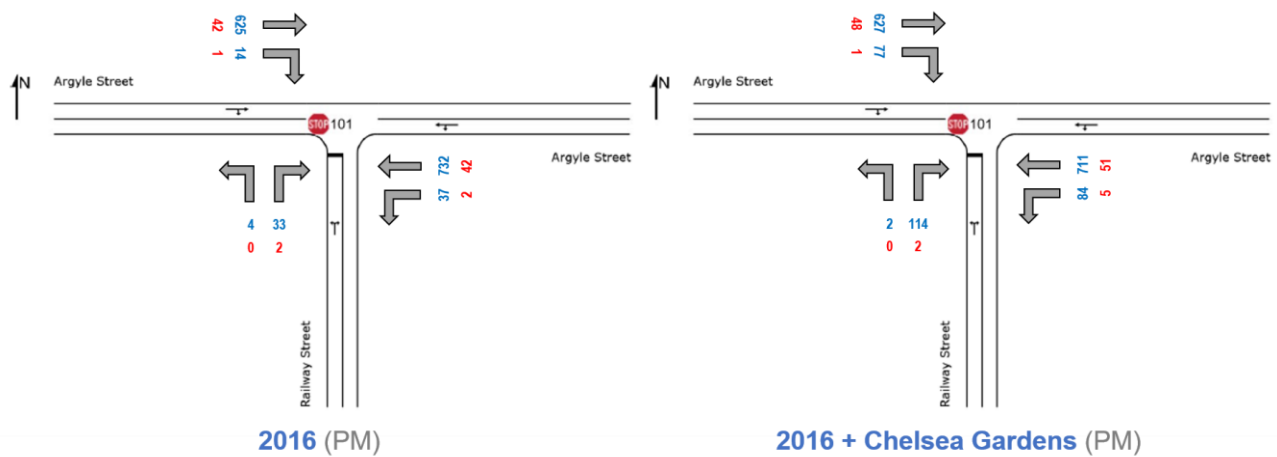 42 625
1 14
N
Argyle Street
STOP 101
Argyle Street
732 42
37 2
4 33
0 2
Railway Street
2016 (PM)
48 627
1 77
N
Argyle Street
STOP 101
Argyle Street
711 51
84 5
2 114
0 2
Railway Street
2016 + Chelsea Gardens (PM)